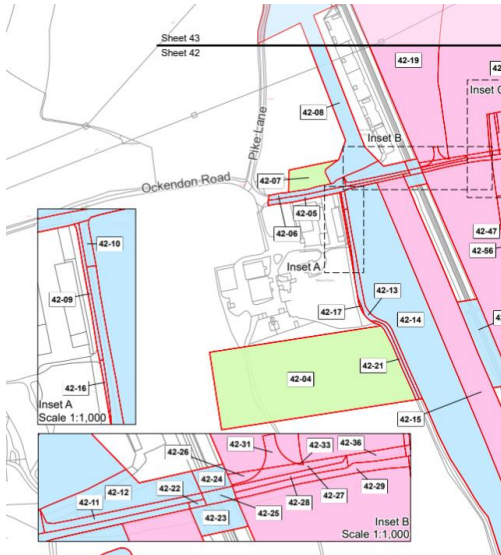 Sheet 43
Sheet 42
42-19
42
Inset C
42-08
Inset B
Pike Lane
42-07
Ockendon Road
42-05
42-06
42-47
42-56
42-10
Inset A
42-09
42-13
42-17
42-14
42-16
42-21
42-04
42-15
Inset A
Scale 1:1,000
42-31
42-33
42-36
42-26
42-24
42-12
42-22
42-11
42-27
42-29
42-28
42-25
42-23
Inset B
Scale 1:1,000